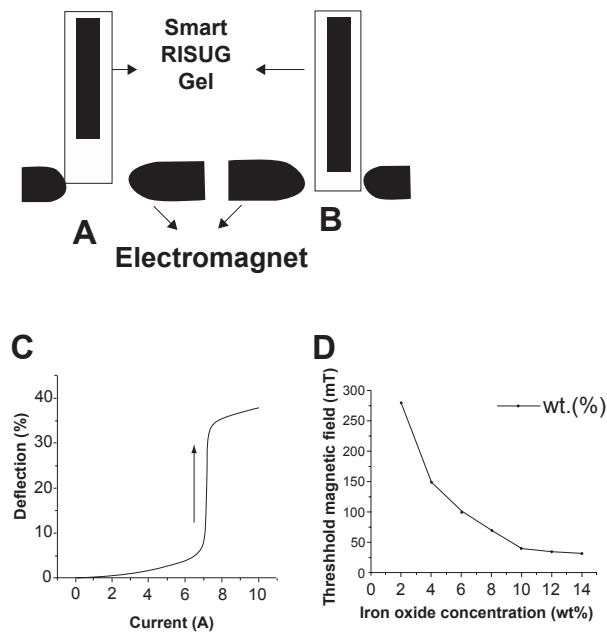 Smart
RISUG
Gel
A
B
Electromagnet
C
Deflection (%)
40
30
20
10
0
0 2 4 6 8 10
Current (A)
D
Threshhold magnetic field (mT)
300
250
200
150
100
50
0
wt.(%)
0 2 4 6 8 10 12 14
Iron oxide concentration (wt%)